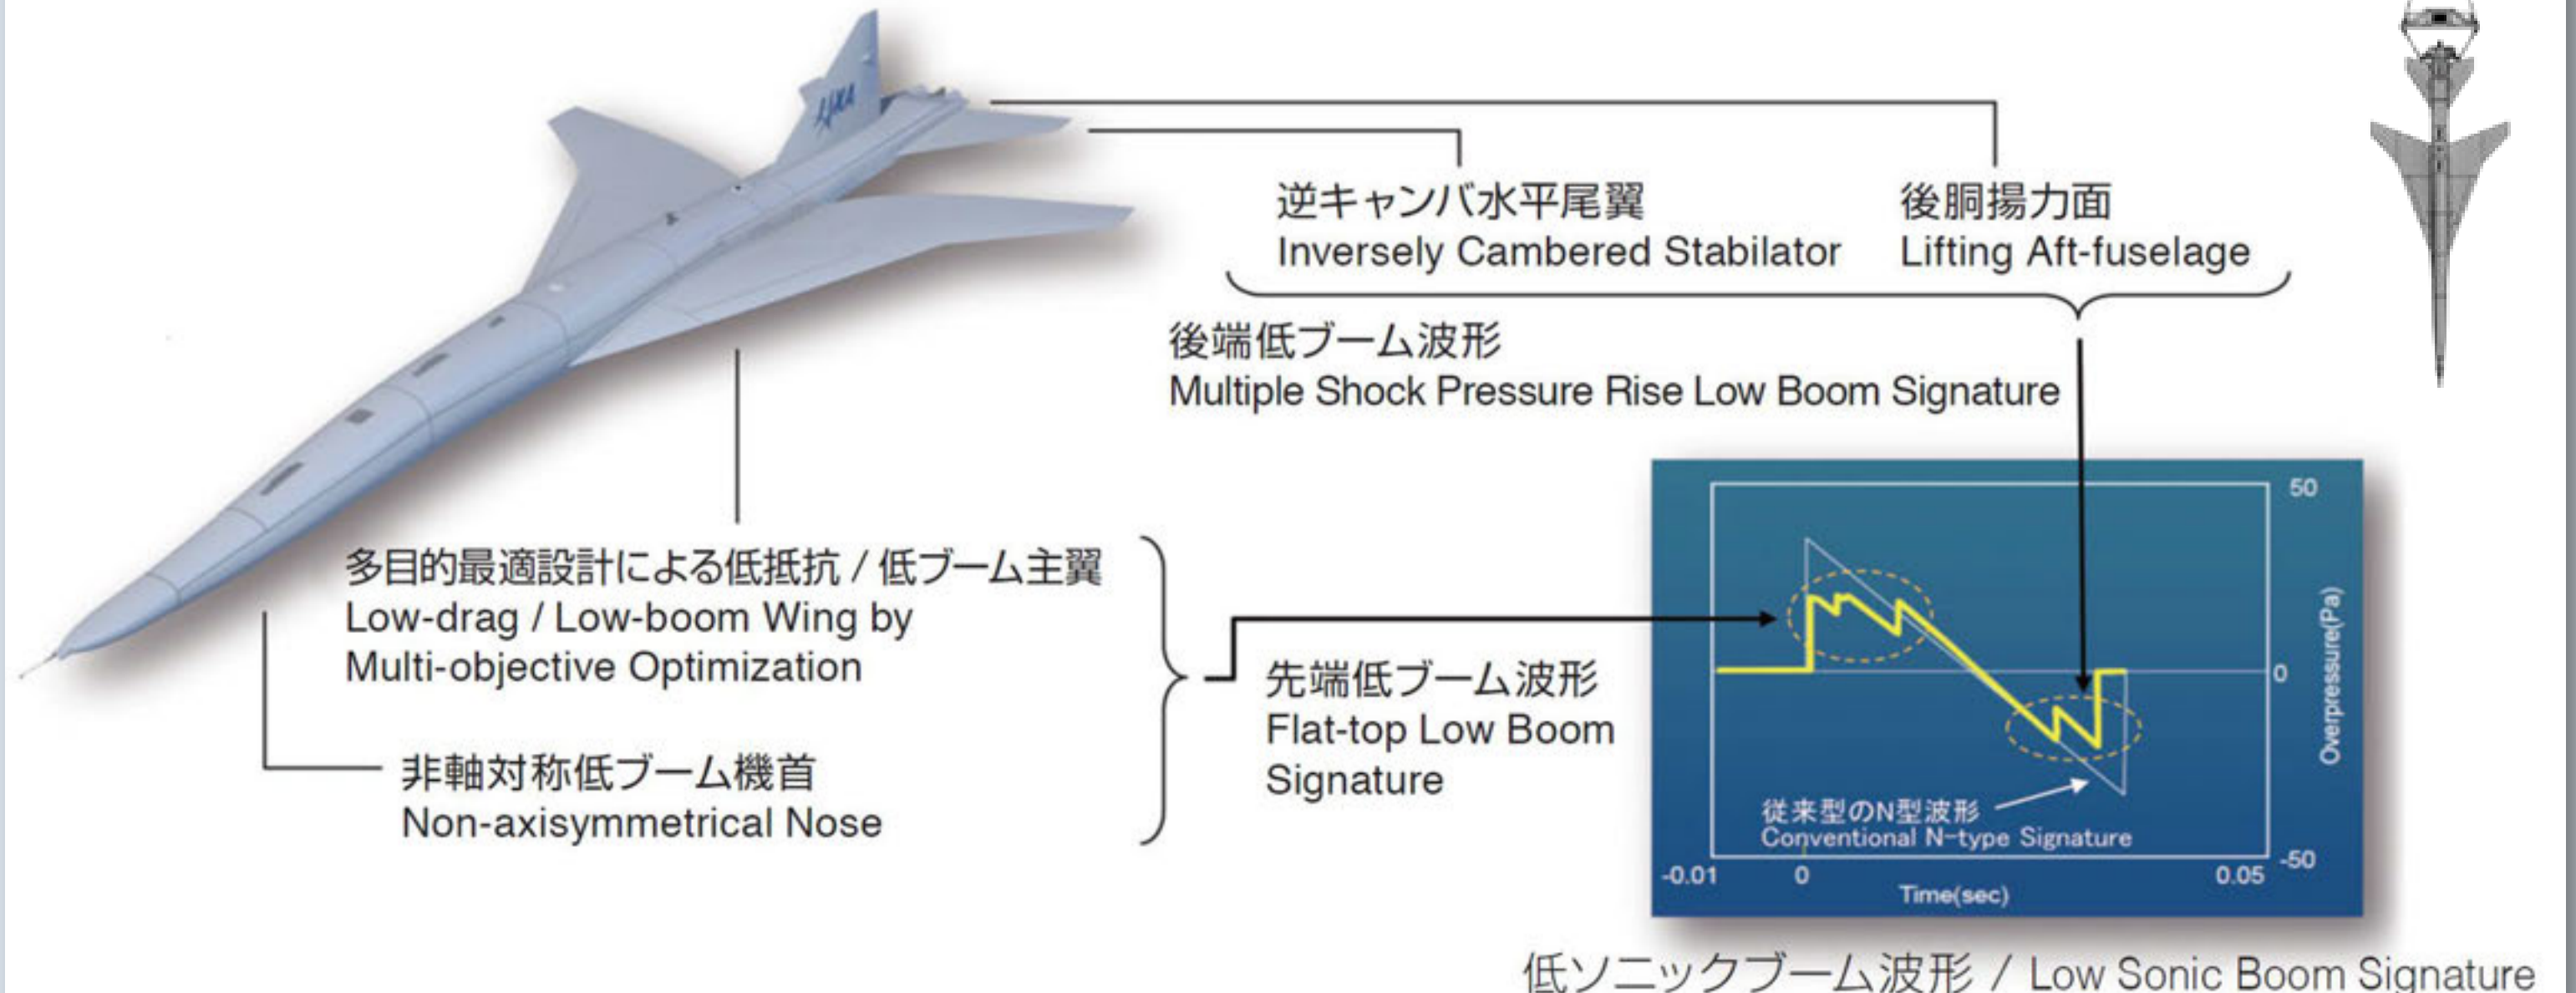 JAXA
逆キャンバ水平尾翼
Inversely Cambered Stabilator
後胴揚力面
Lifting Aft-fuselage
後端低ブーム波形
Multiple Shock Pressure Rise Low Boom Signature
多目的最適設計による低抵抗 / 低ブーム主翼
Low-drag / Low-boom Wing by
Multi-objective Optimization
非軸対称低ブーム機首
Non-axisymmetrical Nose
先端低ブーム波形
Flat-top Low Boom
Signature
50
0
-50
Overpressure(Pa)
従来型のN型波形
Conventional N-type Signature
-0.01
0
0.05
Time(sec)
低ソニックブーム波形 / Low Sonic Boom Signature